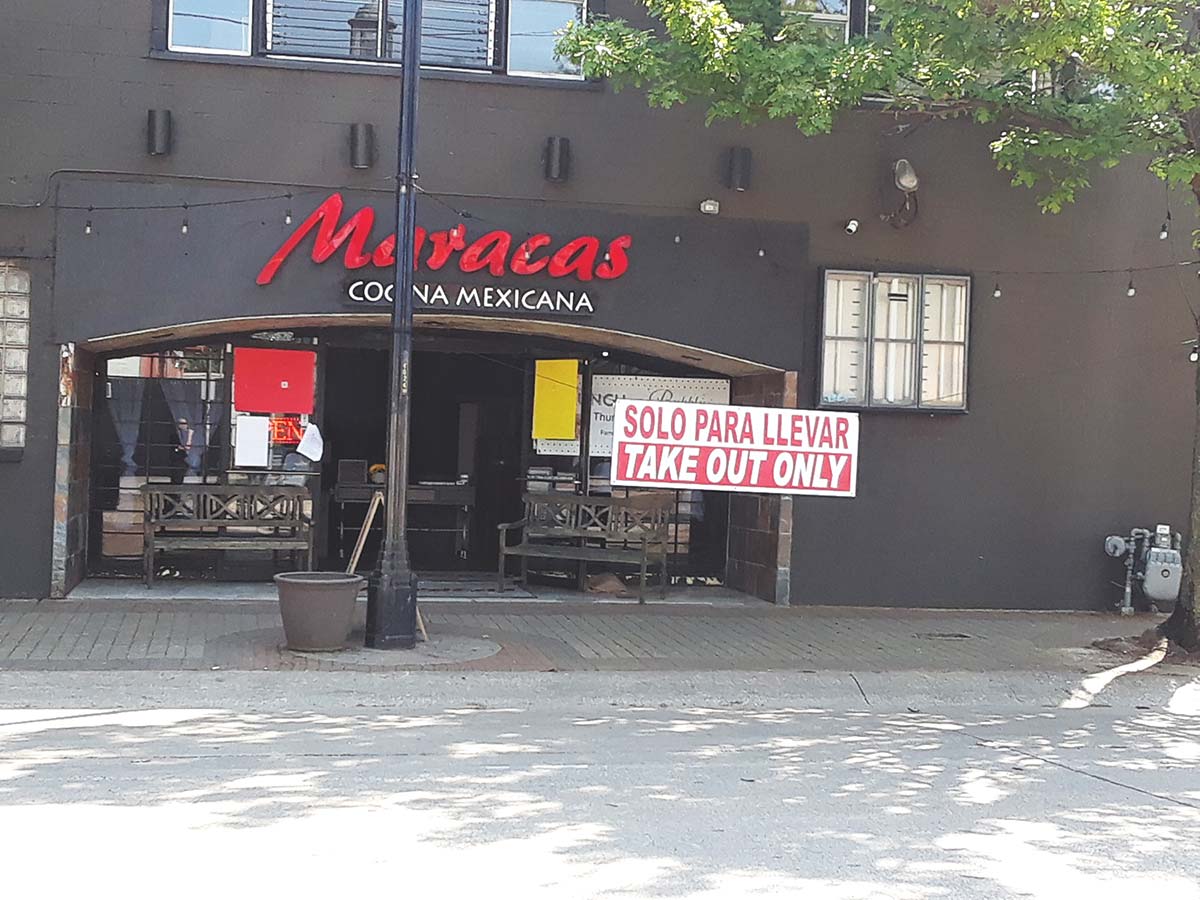 Maracas
COCINA MEXICANA
SOLO PARA LLEVAR
TAKE OUT ONLY